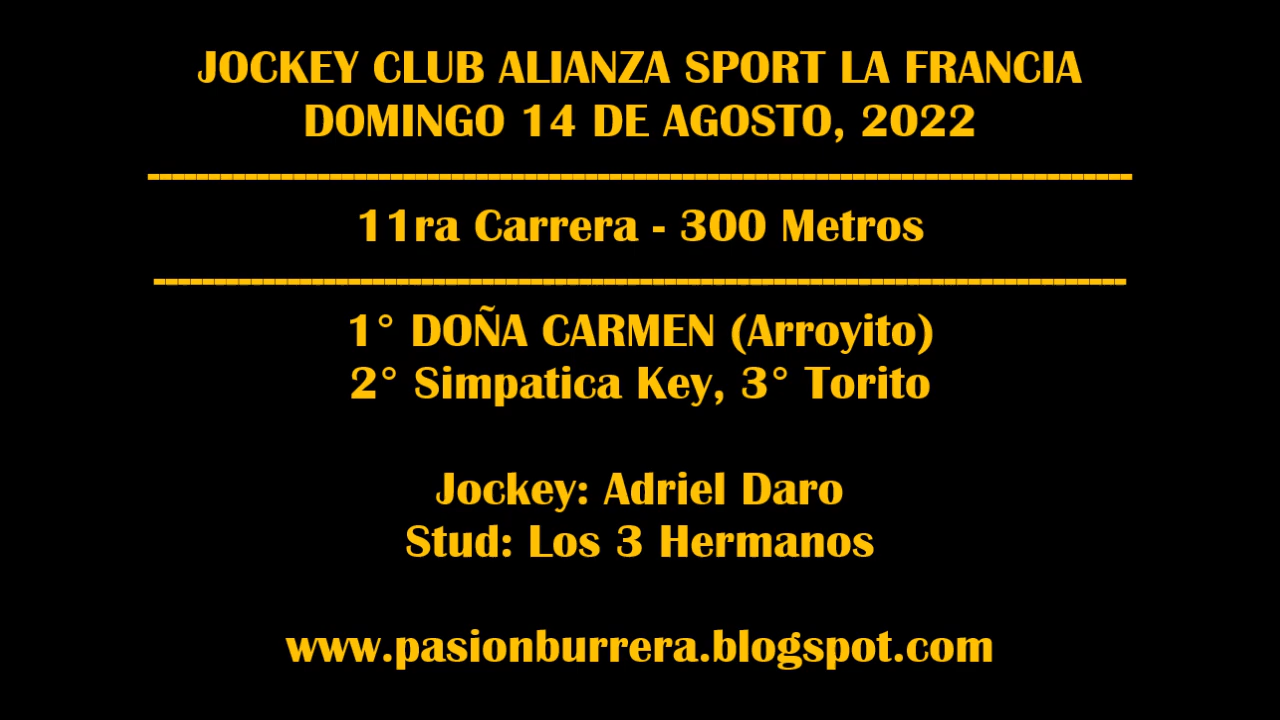 JOCKEY CLUB ALIANZA SPORT LA FRANCIA
DOMINGO 14 DE AGOSTO, 2022
--------------------------------------------------------------------------------
11ra Carrera - 300 Metros
-------------------------------------------------------------------------------
1° DOÑA CARMEN (Arroyito)
2° Simpatica Key, 3° Torito
Jockey: Adriel Daro
Stud: Los 3 Hermanos
www.pasionburrera.blogspot.com